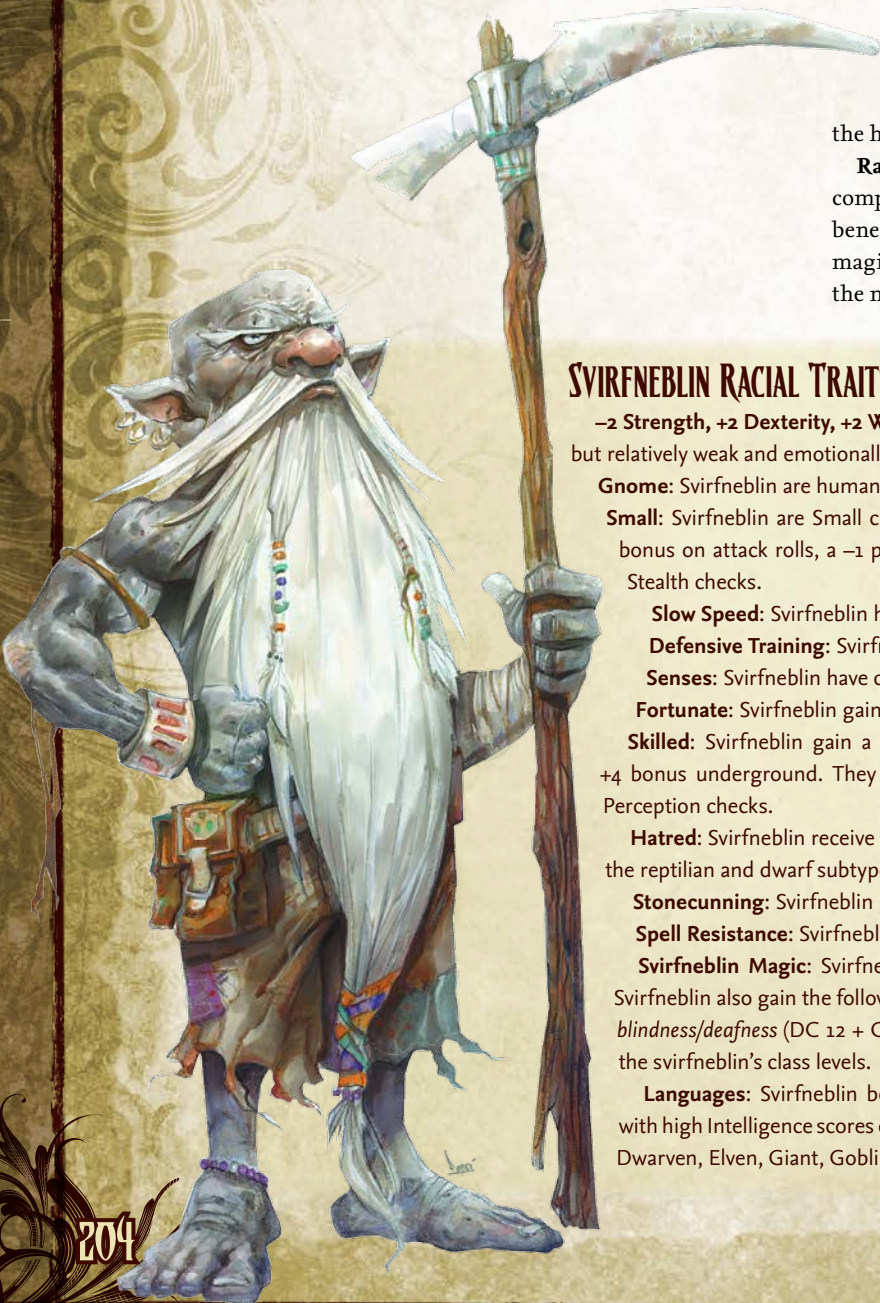 the h
Ra
comp
bene
magi
the n
SVIRFNEBLIN RACIAL TRAIT
–2 Strength, +2 Dexterity, +2 W
but relatively weak and emotionall
Gnome: Svirfneblin are human
Small: Svirfneblin are Small c
bonus on attack rolls, a –1 p
Stealth checks.
Slow Speed: Svirfneblin h
Defensive Training: Svirf
Senses: Svirfneblin have d
Fortunate: Svirfneblin gain
Skilled: Svirfneblin gain a
+4 bonus underground. They
Perception checks.
Hatred: Svirfneblin receive
the reptilian and dwarf subtyp
Stonecunning: Svirfneblin
Spell Resistance: Svirfnebl
Svirfneblin Magic: Svirfne
Svirfneblin also gain the follow
blindness/deafness (DC 12 + C
the svirfneblin’s class levels.
Languages: Svirfneblin be
with high Intelligence scores
Dwarven, Elven, Giant, Gobli
204